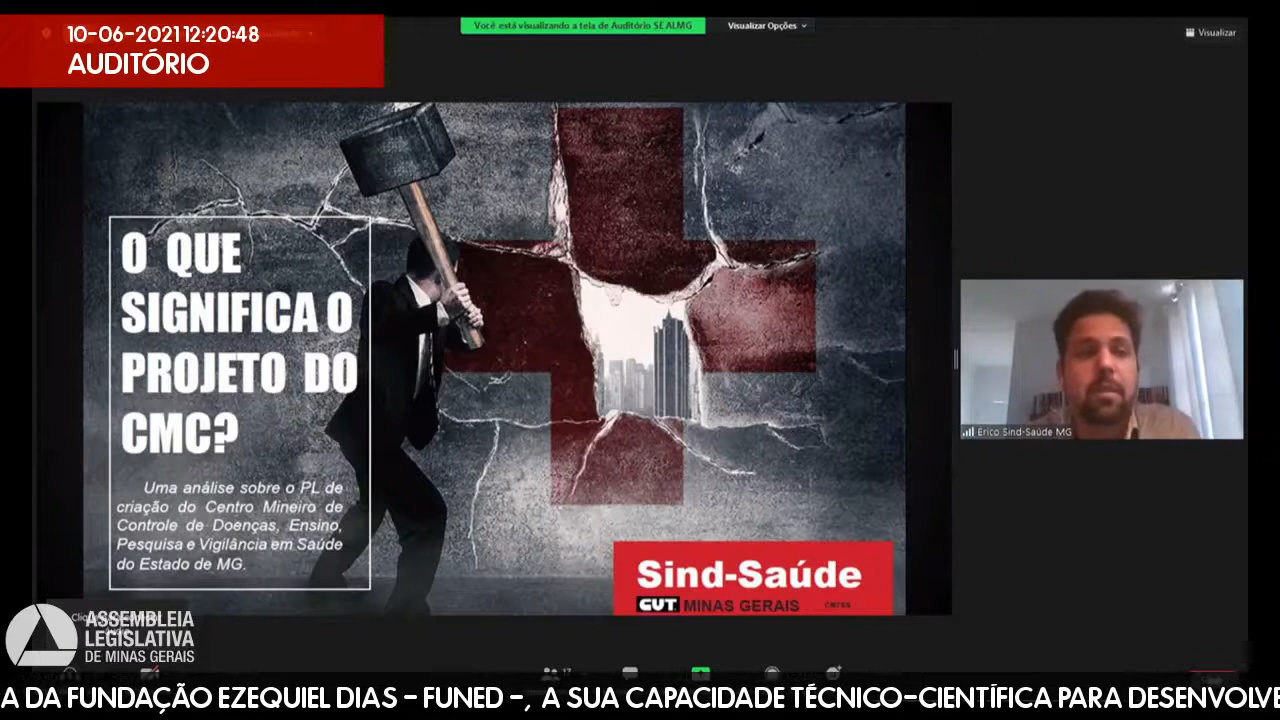 10-06-2021 12:20:48
AUDITÓRIO
Você está visualizando a tela de Auditório SE ALMG
Visualizar Opções
Visualizar
O QUE
SIGNIFICA O
PROJETO DO
CMC?
Uma análise sobre o PL de
criação do Centro Mineiro de
Controle de Doenças, Ensino,
Pesquisa e Vigilância em Saúde
do Estado de MG.
Erico Sind-Saúde MG
Sind-Saúde
CUT MINAS GERAIS
ASSEMBLEIA
LEGISLATIVA
DE MINAS GERAIS
17
A DA FUNDAÇÃO EZEQUIEL DIAS - FUNED -, A SUA CAPACIDADE TÉCNICO-CIENTÍFICA PARA DESENVOLVE